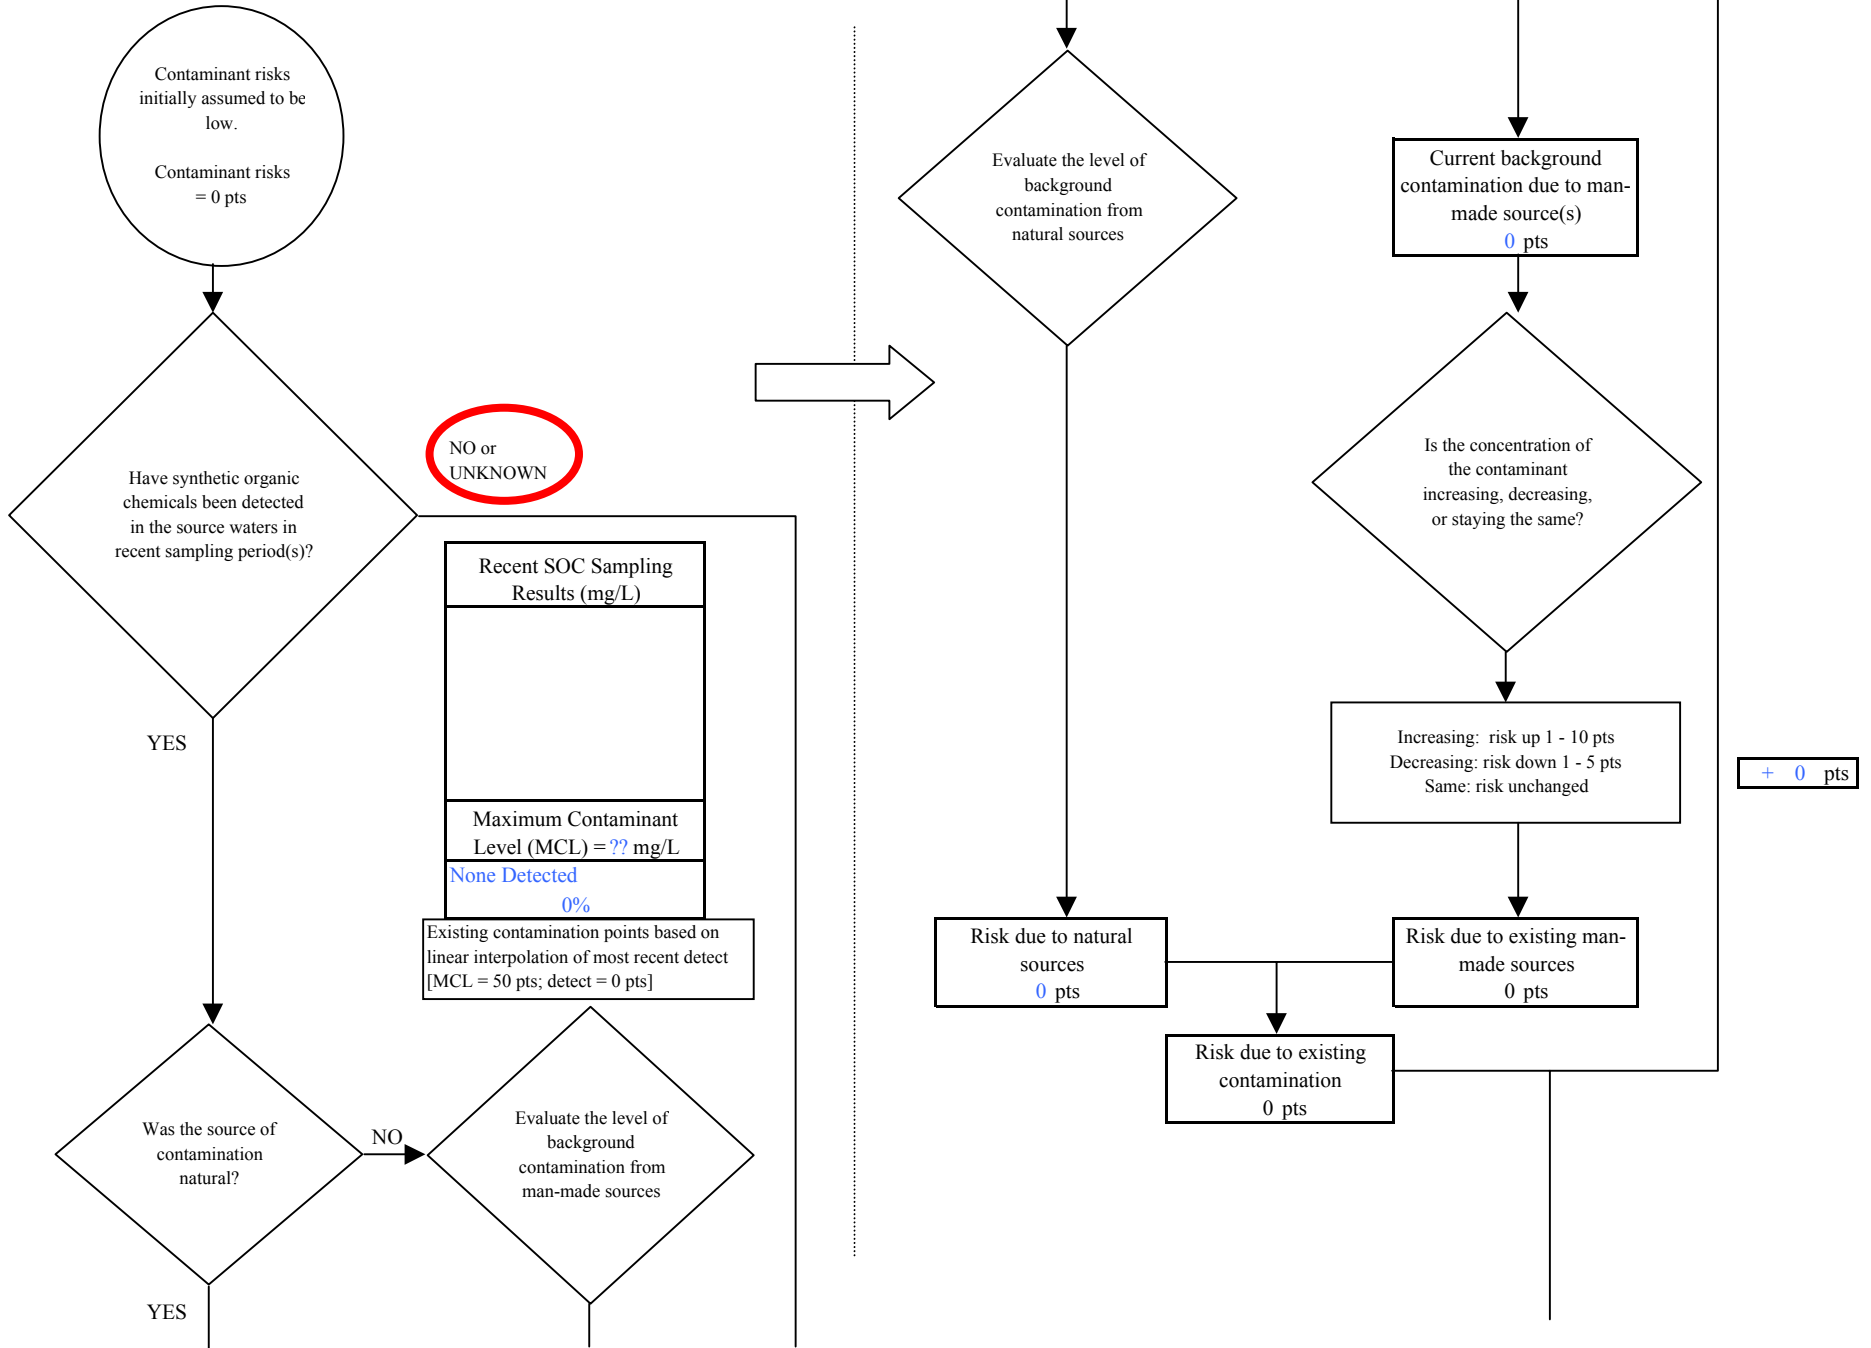 Contaminant risks
initially assumed to be
low.
Contaminant risks
= 0 pts
Have synthetic organic
chemicals been detected
in the source waters in
recent sampling period(s)?
NO or
UNKNOWN
YES
Recent SOC Sampling
Results (mg/L)
Maximum Contaminant
Level (MCL) = ?? mg/L
None Detected
0%
Existing contamination points based on
linear interpolation of most recent detect
[MCL = 50 pts; detect = 0 pts]
Was the source of
contamination
natural?
NO
YES
Evaluate the level of
background
contamination from
man-made sources
Evaluate the level of
background
contamination from
natural sources
Current background
contamination due to man-
made source(s)
0 pts
Is the concentration of
the contaminant
increasing, decreasing,
or staying the same?
Increasing: risk up 1 - 10 pts
Decreasing: risk down 1 - 5 pts
Same: risk unchanged
+ 0 pts
Risk due to natural
sources
0 pts
Risk due to existing man-
made sources
0 pts
Risk due to existing
contamination
0 pts